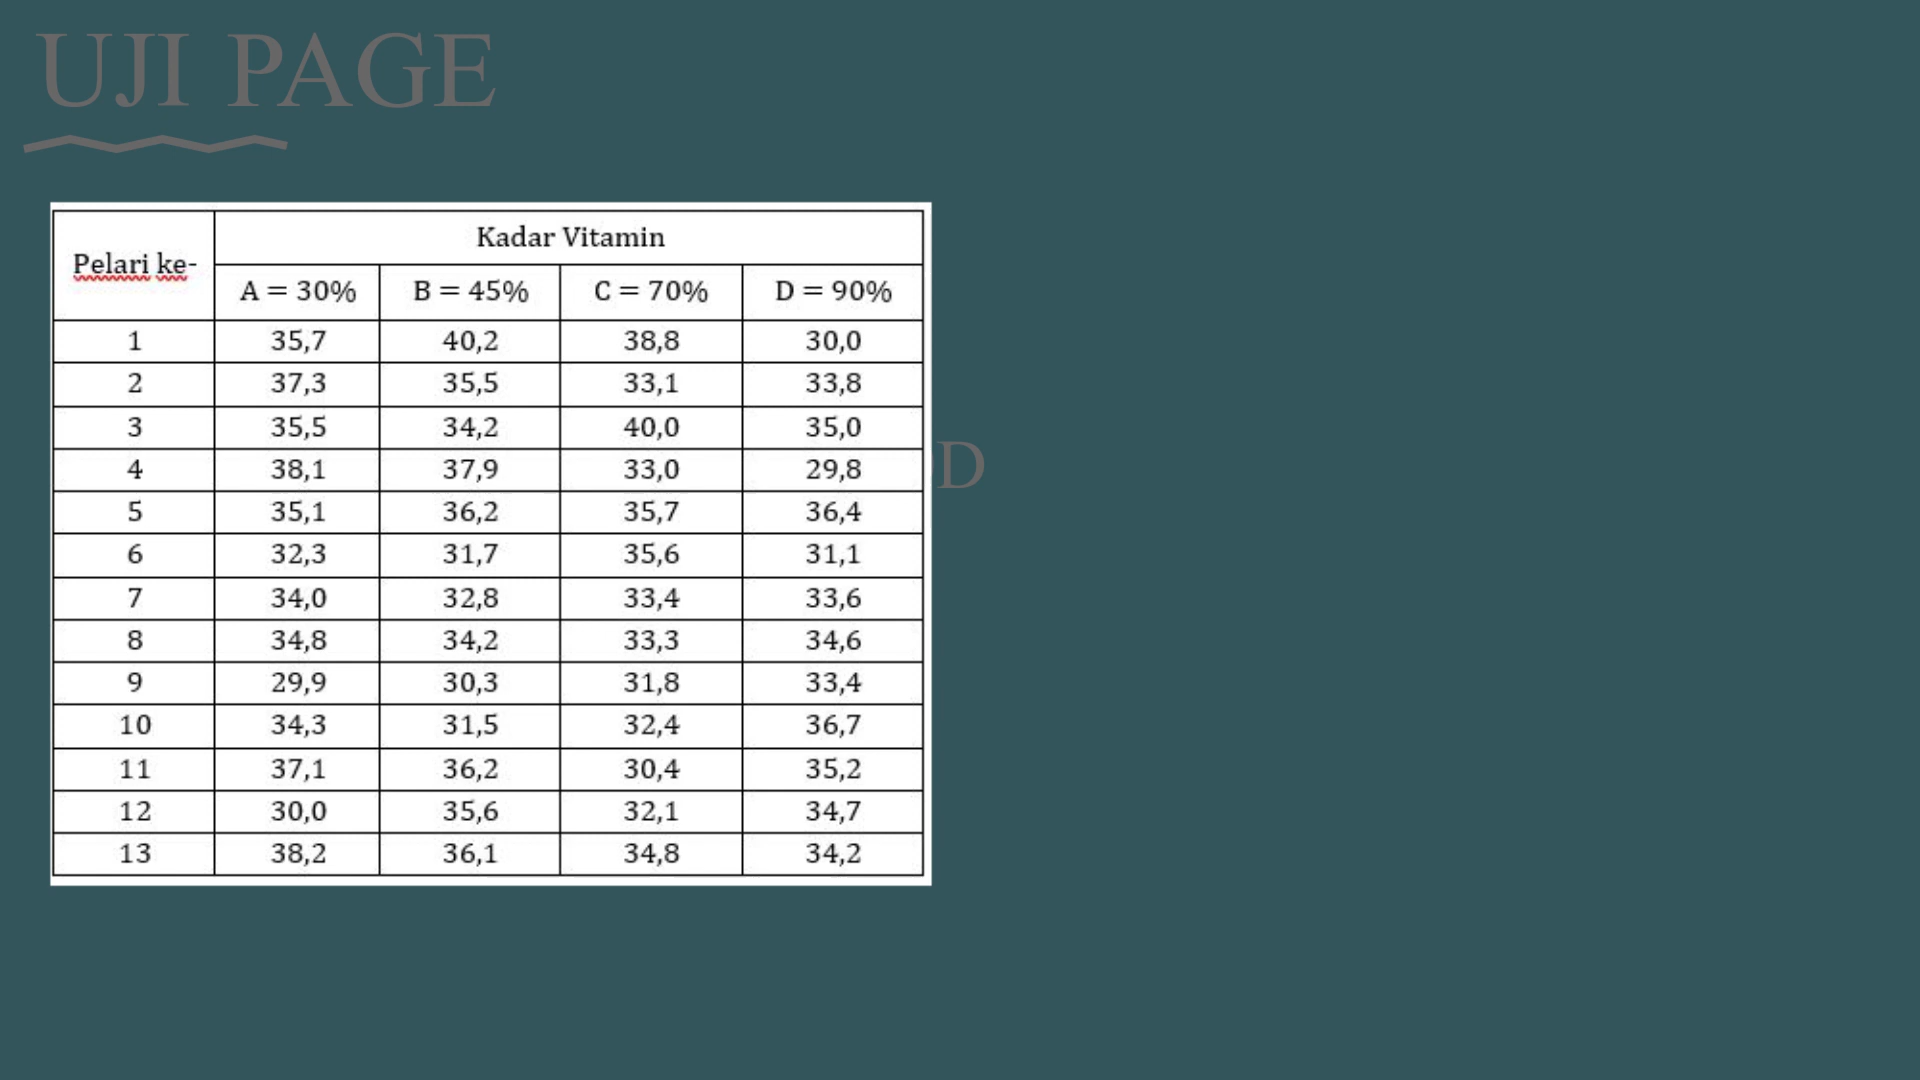 UJI PAGE
Pelari ke- Kadar Vitamin
A = 30% B = 45% C = 70% D = 90%
1 35,7 40,2 38,8 30,0
2 37,3 35,5 33,1 33,8
3 35,5 34,2 40,0 35,0
4 38,1 37,9 33,0 29,8
5 35,1 36,2 35,7 36,4
6 32,3 31,7 35,6 31,1
7 34,0 32,8 33,4 33,6
8 34,8 34,2 33,3 34,6
9 29,9 30,3 31,8 33,4
10 34,3 31,5 32,4 36,7
11 37,1 36,2 30,4 35,2
12 30,0 35,6 32,1 34,7
13 38,2 36,1 34,8 34,2